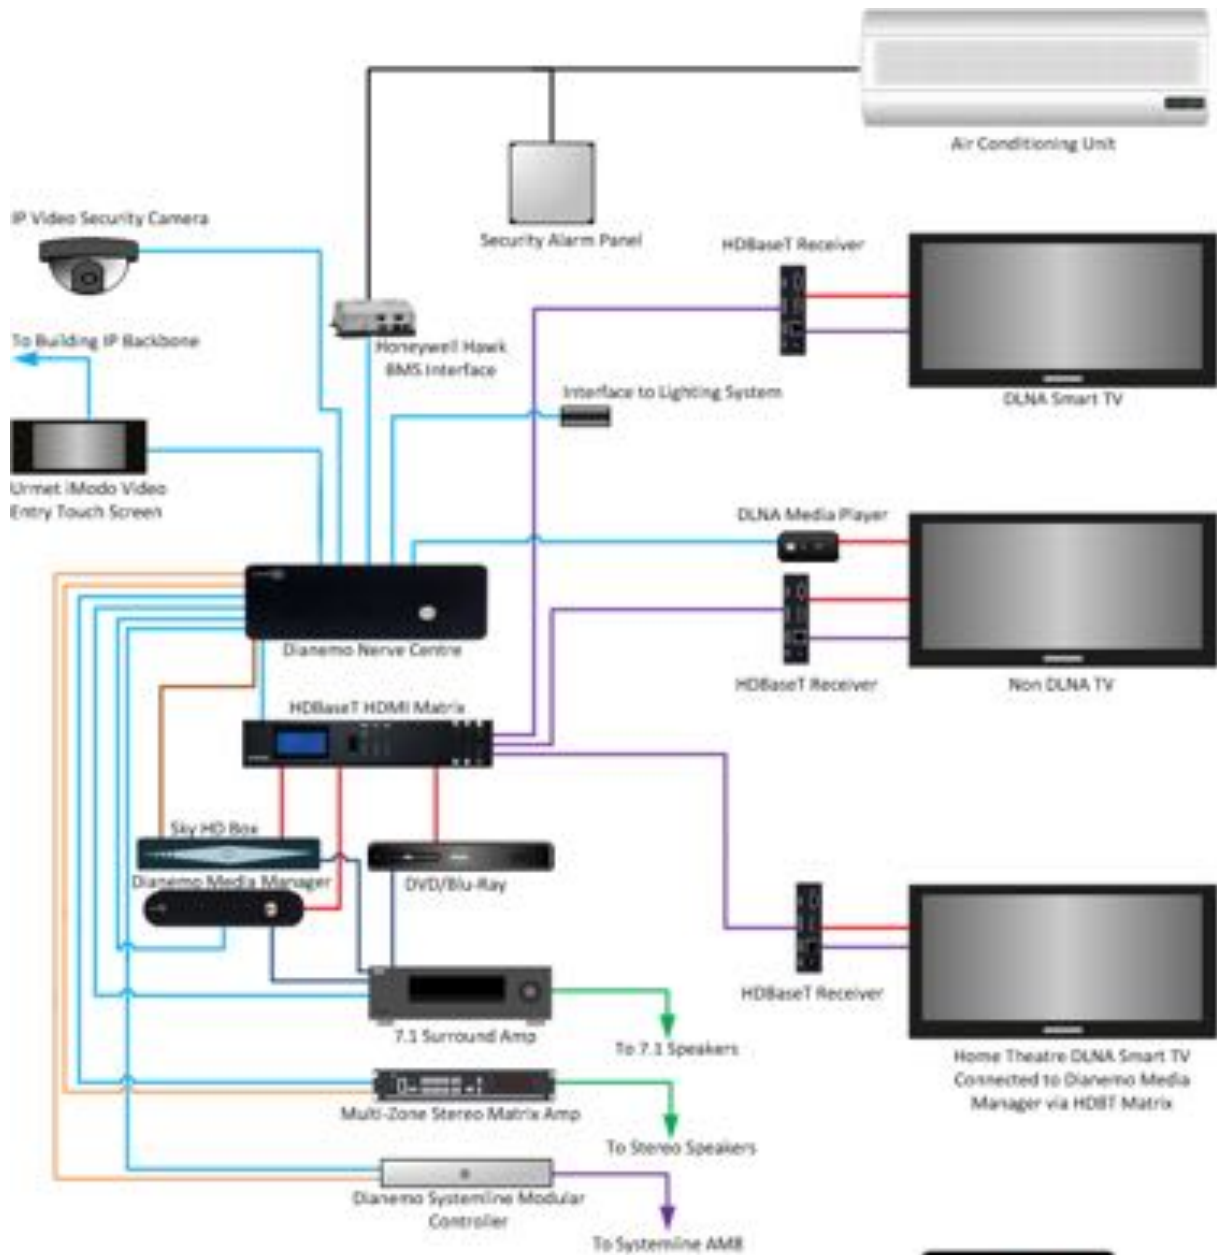 Air Conditioning Unit
Security Alarm Panel
IP Video Security Camera
HDBaseT Receiver
To Building IP Backbone
Honeywell Hawk
BMS Interface
Interface to Lighting System
DLNA Smart TV
Urmet iModo Video
Entry Touch Screen
DLNA Media Player
Dianemo Nerve Centre
HDBaseT Receiver
Non DLNA TV
HDBaseT HDMI Matrix
Sky HD Box
Dianemo Media Manager
DVD/Blu-Ray
HDBaseT Receiver
7.1 Surround Amp
To 7.1 Speakers
Home Theatre DLNA Smart TV
Connected to Dianemo Media
Manager via HDBT Matrix
Multi-Zone Stereo Matrix Amp
To Stereo Speakers
Dianemo Systemline Modular
Controller
To Systemline AMB